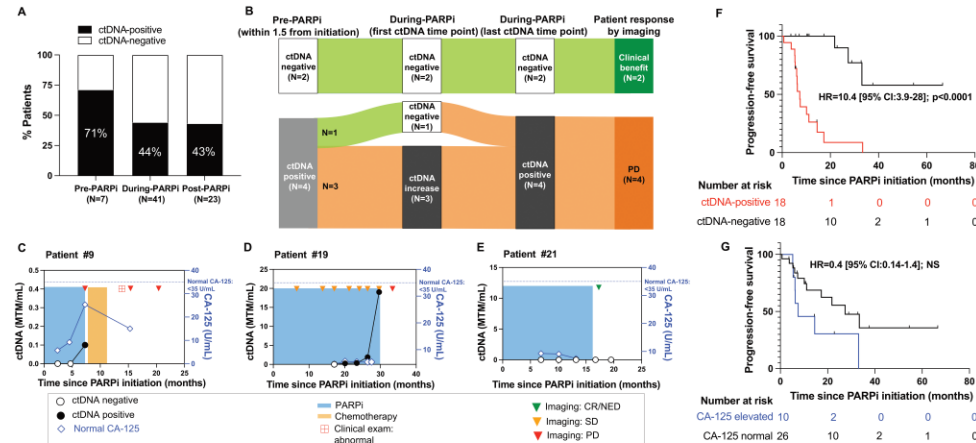 A
ctDNA-positive
ctDNA-negative
% Patients
100
75
50
25
0
71%
44%
43%
Pre-PARPi
(N=7)
During-PARPi
(N=41)
Post-PARPi
(N=23)
B
Pre-PARPi
(within 1.5 from initiation)
During-PARPi
(first ctDNA time point)
During-PARPi
(last ctDNA time point)
Patient response
by imaging
ctDNA
negative
(N=2)
ctDNA
negative
(N=2)
ctDNA
negative
(N=2)
Clinical
benefit
(N=2)
ctDNA
positive
(N=4)
N=1
N=3
ctDNA
negative
(N=1)
ctDNA
increase
(N=3)
ctDNA
positive
(N=4)
PD
(N=4)
C
Patient #9
ctDNA (MTM/mL)
0.5
0.4
0.3
0.2
0.1
0.0
0 5 10 15 20 25
Time since PARPi initiation (months)
40
30
20
10
0
CA-125 (U/mL)
Normal CA-125:
<35 U/mL
D
Patient #19
ctDNA (MTM/mL)
25
20
15
10
5
0
0 10 20 30 40
Time since PARPi initiation (months)
40
30
20
10
0
CA-125 (U/mL)
Normal CA-125:
<35 U/mL
E
Patient #21
ctDNA (MTM/mL)
15
10
5
0
0 5 10 15 20
Time since PARPi initiation (months)
40
30
20
10
0
CA-125 (U/mL)
Normal CA-125:
<35 U/mL
ctDNA negative
ctDNA positive
Normal CA-125
PARPi
Chemotherapy
Clinical exam:
abnormal
Imaging: CR/NED
Imaging: SD
Imaging: PD
F
Progression-free survival
100
50
0
HR=10.4 [95% CI:3.9-28]; p<0.0001
0 20 40 60 80
Time since PARPi initiation (months)
Number at risk
ctDNA-positive 18 1 0 0 0
ctDNA-negative 18 10 2 1 0
G
Progression-free survival
100
50
0
HR=0.4 [95% CI:0.14-1.4]; NS
0 20 40 60 80
Time since PARPi initiation (months)
Number at risk
CA-125 elevated 10 2 0 0 0
CA-125 normal 26 10 2 1 0